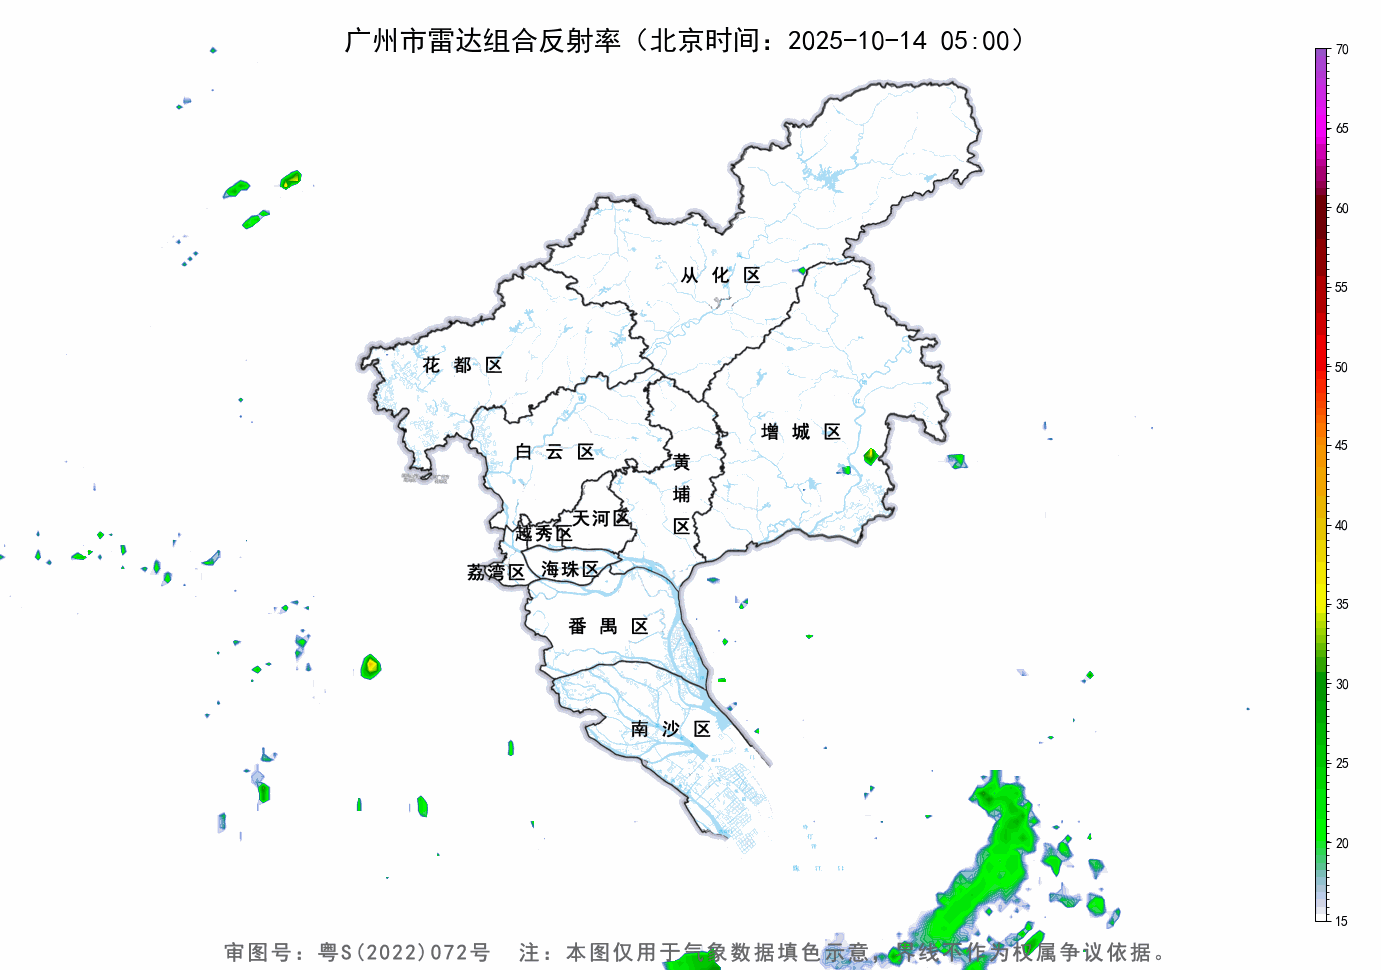 广州市雷达组合反射率（北京时间：2025-10-14 05:00）
70
65
60
55
50
45
40
35
30
25
20
15
从化区
花都区
增城区
白云区
黄埔区
天河区
越秀区
荔湾区
海珠区
番禺区
南沙区
审图号：粤S(2022)072号 注：本图仅用于气象数据填色示意，界线不作为权属争议依据。